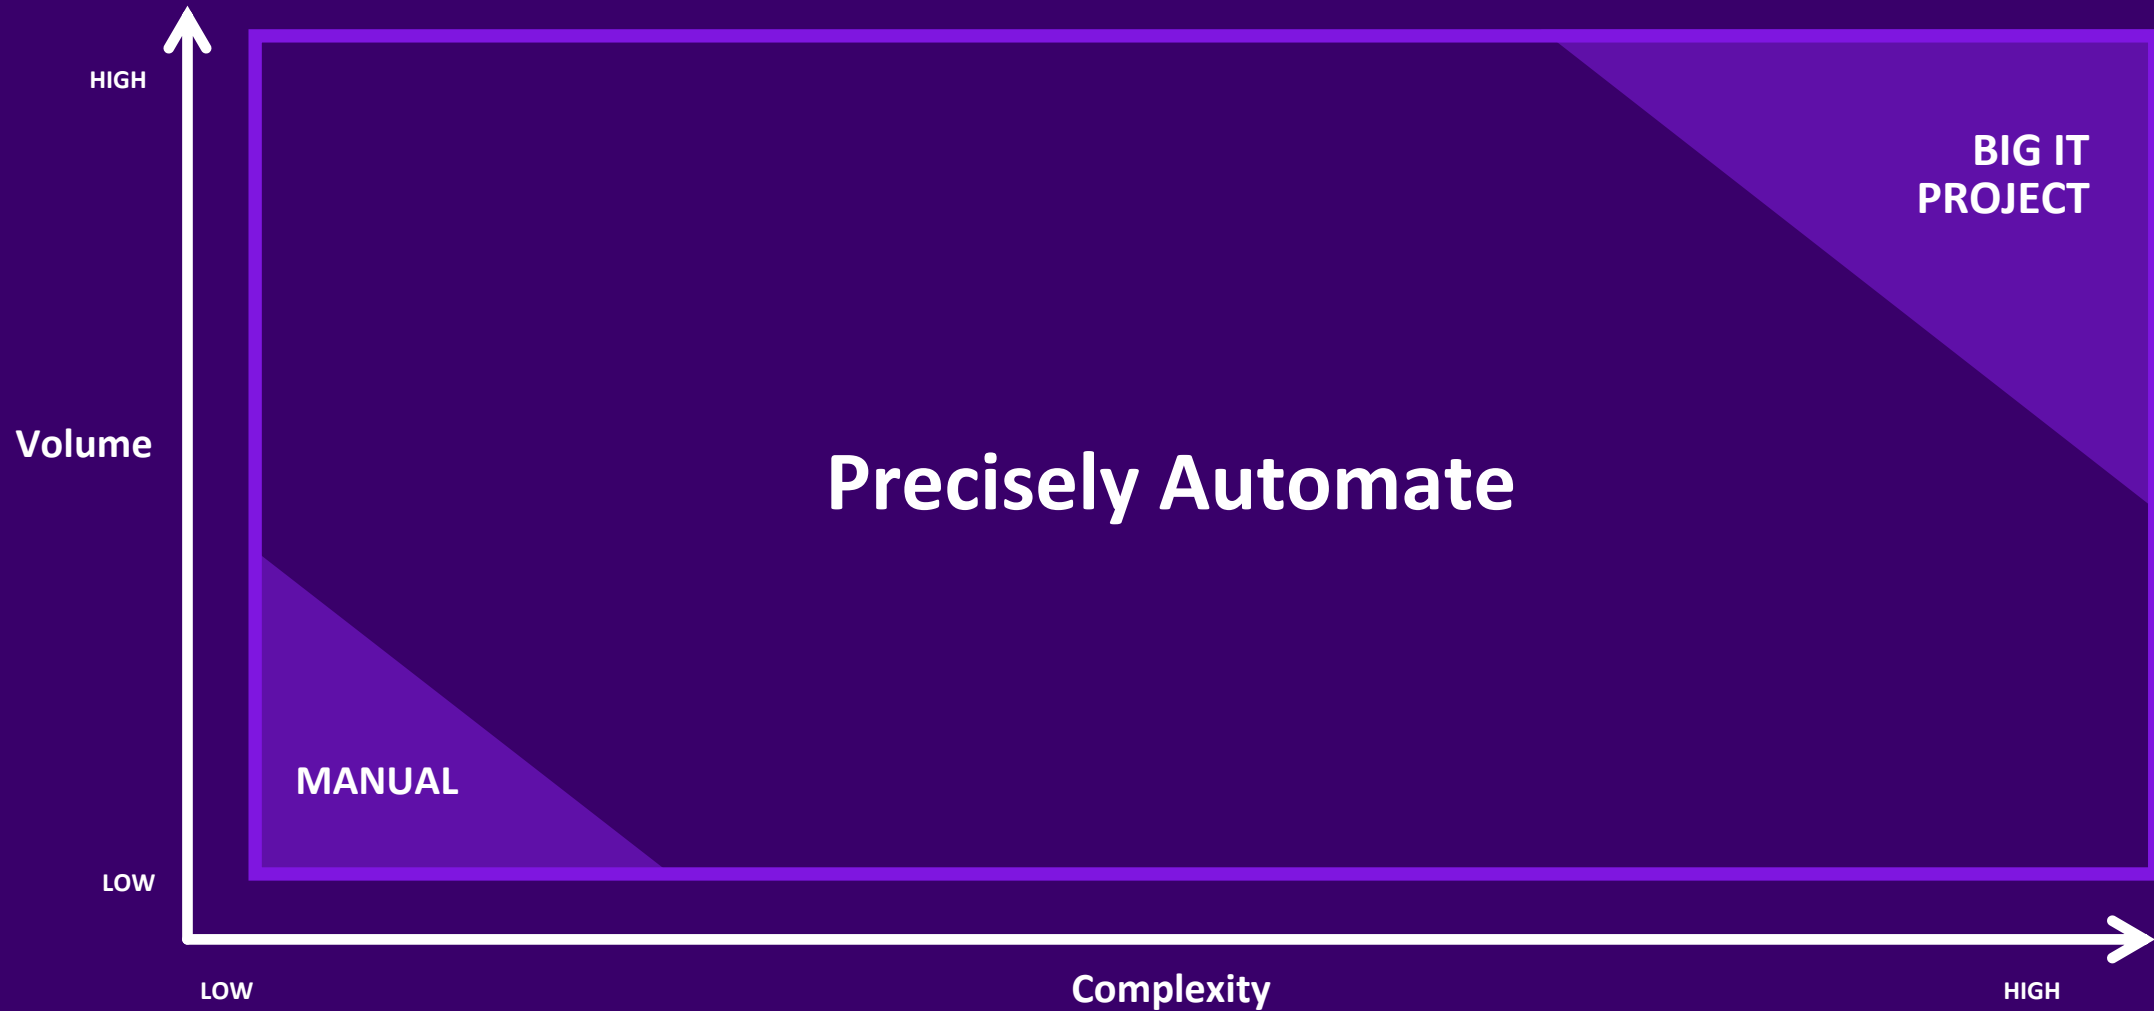 HIGH
BIG IT
PROJECT
Volume
Precisely Automate
MANUAL
LOW
LOW
Complexity
HIGH